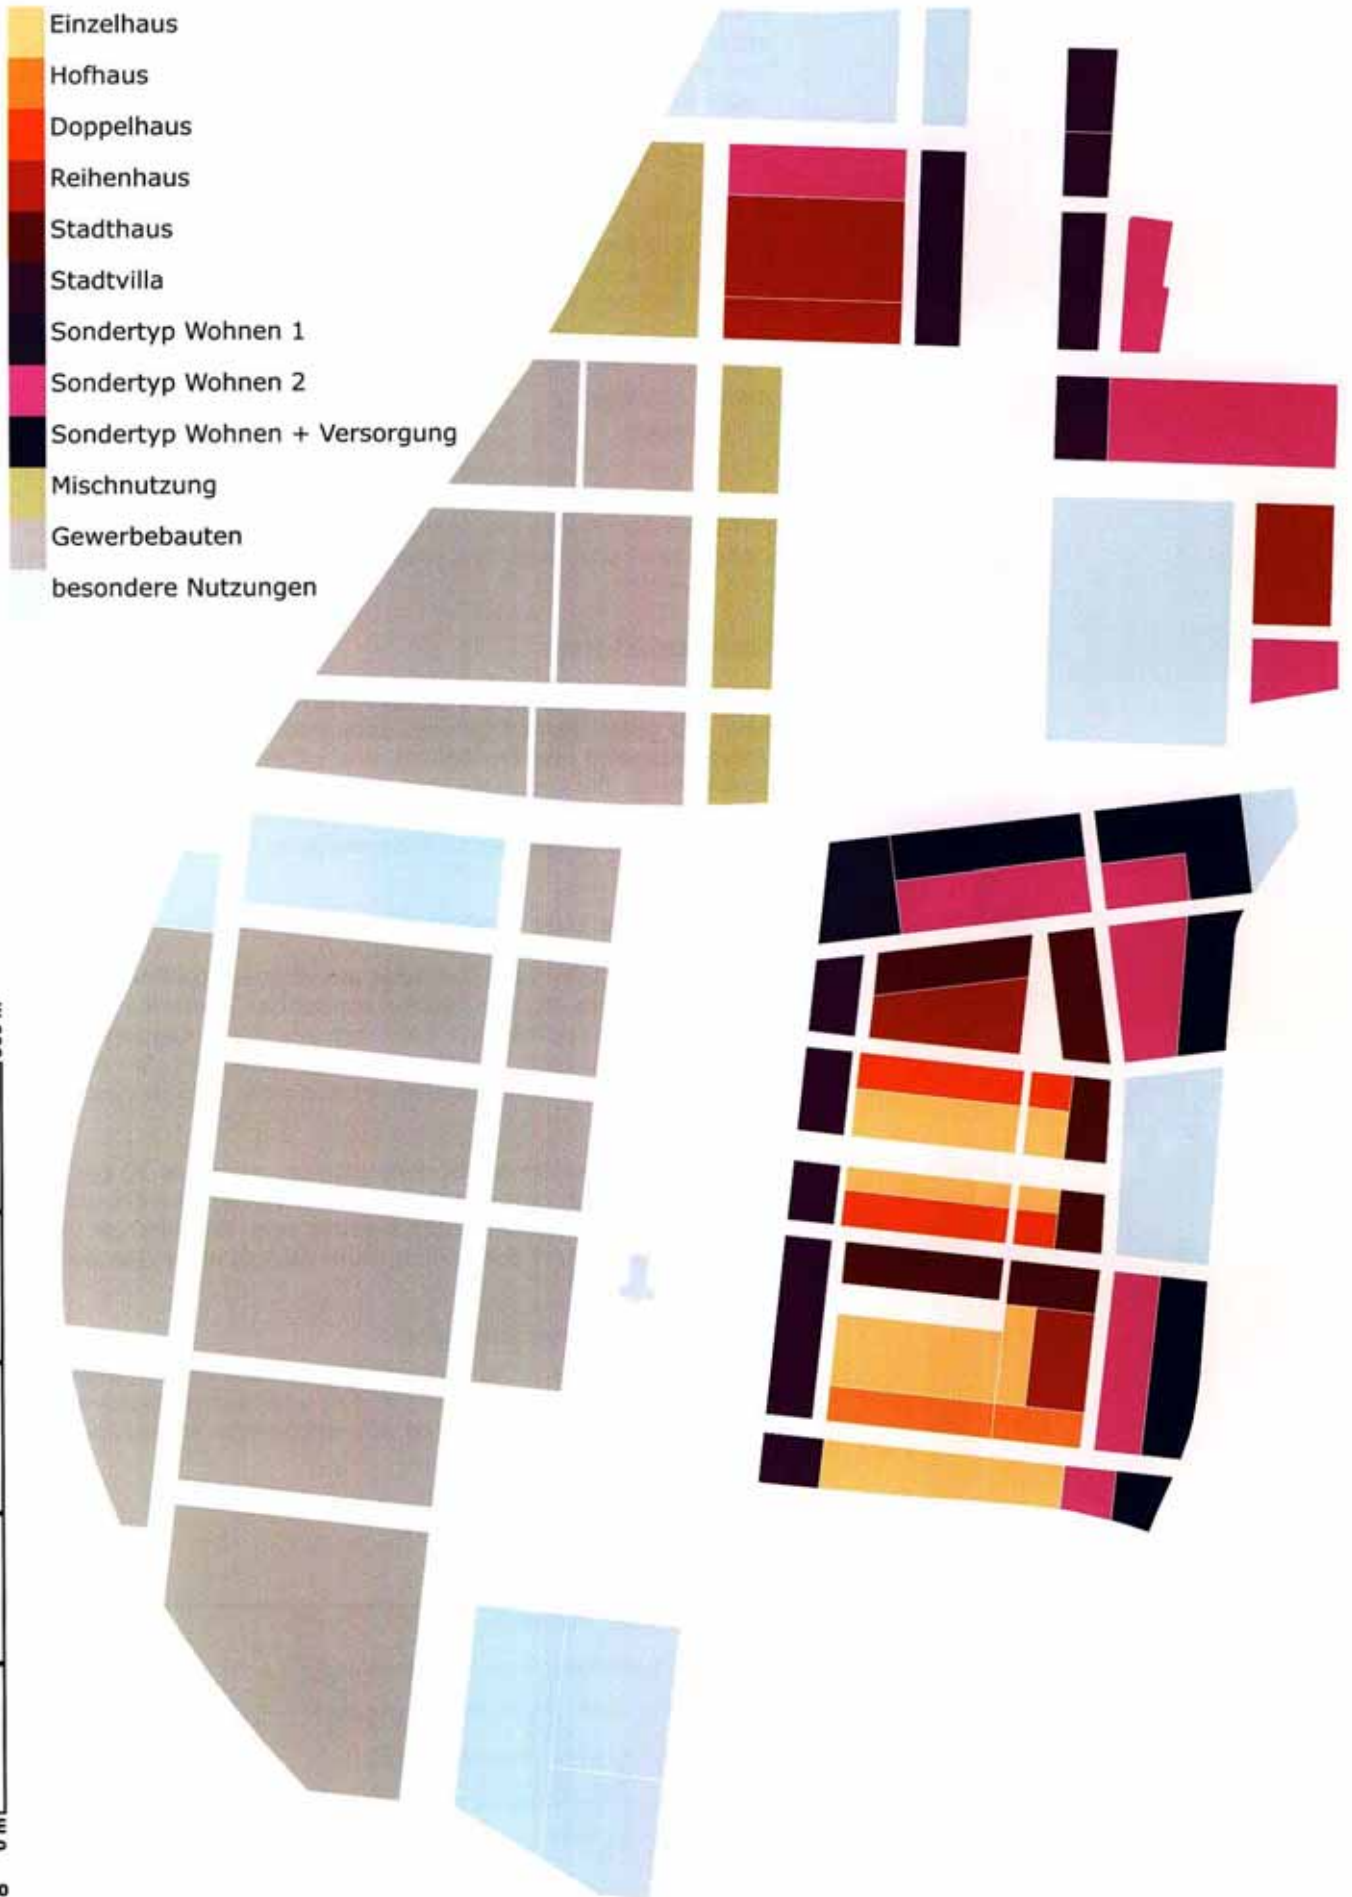 Einzelhaus
Hofhaus
Doppelhaus
Reihenhaus
Stadthaus
Stadtvilla
Sondertyp Wohnen 1
Sondertyp Wohnen 2
Sondertyp Wohnen + Versorgung
Mischnutzung
Gewerbebauten
besondere Nutzungen